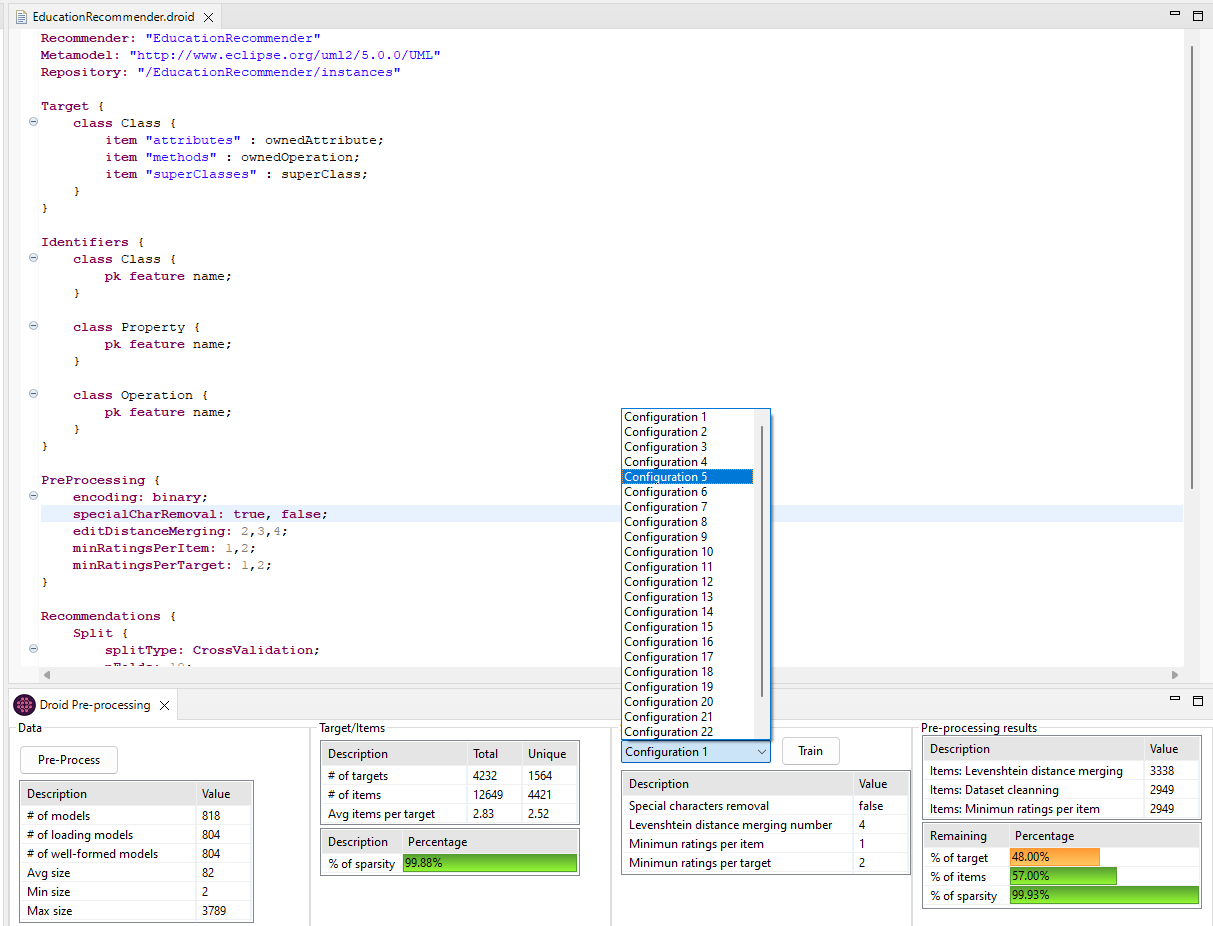 EducationRecommender.droid
Recommender: "EducationRecommender"
Metamodel: "http://www.eclipse.org/uml2/5.0.0/UML"
Repository: "/EducationRecommender/instances"
Target {
class Class {
item "attributes" : ownedAttribute;
item "methods" : ownedOperation;
item "superClasses" : superClass;
}
}
Identifiers {
class Class {
pk feature name;
}
class Property {
pk feature name;
}
class Operation {
pk feature name;
}
}
PreProcessing {
encoding: binary;
specialCharRemoval: true, false;
editDistanceMerging: 2,3,4;
minRatingsPerItem: 1,2;
minRatingsPerTarget: 1,2;
}
Recommendations {
Split {
splitType: CrossValidation;
Configuration 1
Configuration 2
Configuration 3
Configuration 4
Configuration 5
Configuration 6
Configuration 7
Configuration 8
Configuration 9
Configuration 10
Configuration 11
Configuration 12
Configuration 13
Configuration 14
Configuration 15
Configuration 16
Configuration 17
Configuration 18
Configuration 19
Configuration 20
Configuration 21
Configuration 22
Droid Pre-processing
Data
Pre-Process
Description Value
# of models 818
# of loading models 804
# of well-formed models 804
Avg size 82
Min size 2
Max size 3789
Target/Items
Description Total Unique
# of targets 4232 1564
# of items 12649 4421
Avg items per target 2.83 2.52
Description Percentage
% of sparsity 99.88%
Configuration 1 Train
Description Value
Special characters removal false
Levenshtein distance merging number 4
Minimun ratings per item 1
Minimun ratings per target 2
Pre-processing results
Description Value
Items: Levenshtein distance merging 3338
Items: Dataset cleanning 2949
Items: Minimun ratings per item 2949
Remaining Percentage
% of target 48.00%
% of items 57.00%
% of sparsity 99.93%